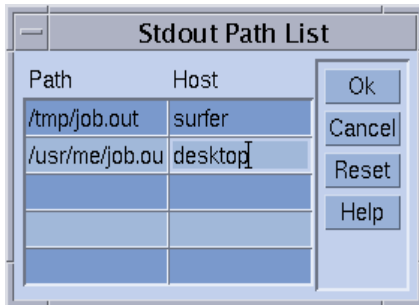 Stdout Path List
Path Host
/tmp/job.out surfer
/usr/me/job.ou desktop
Ok
Cancel
Reset
Help